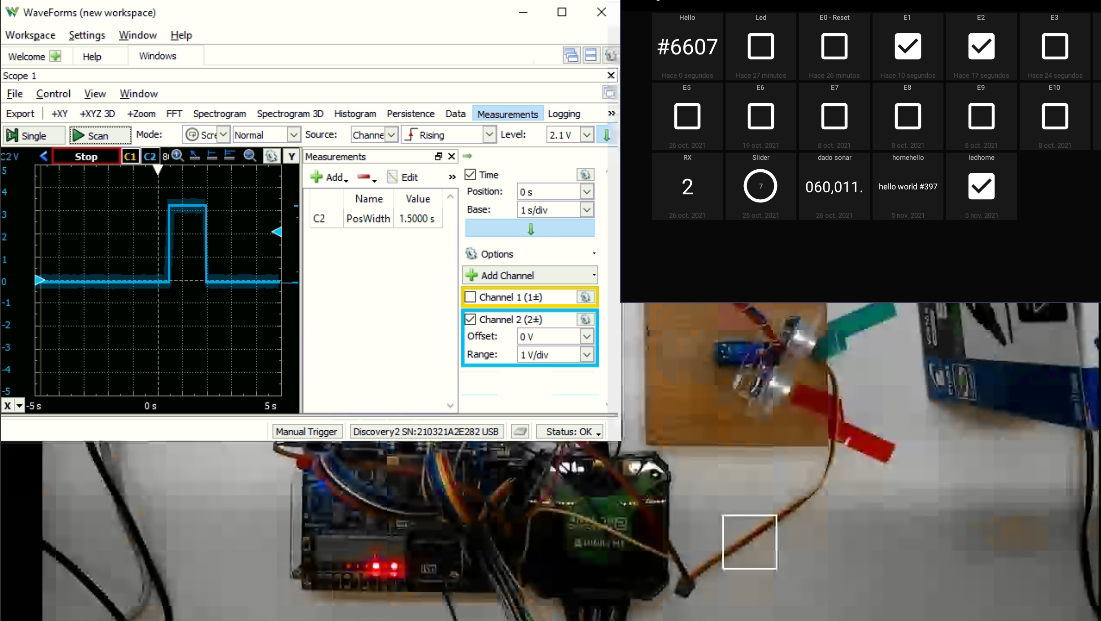 WaveForms (new workspace)
Workspace Settings Window Help
Welcome Help Windows
Scope 1
File Control View Window
Export +XY +XYZ 3D +Zoom FFT Spectrogram Spectrogram 3D Histogram Persistence Data Measurements Logging »
Single Scan Mode: Normal Source: Rising Level: 2.1 V
C2 V Stop C1 C2 Y
5
4
3
2
1
0
-1
-2
-3
-4
-5
X -5 s 0 s 5 s
Measurements
Add Edit »
Name Value
C2 PosWidth 1.5000 s
Time
Position: 0 s
Base: 1 s/div
Options
Add Channel
Channel 1 (1±)
Channel 2 (2±)
Offset: 0 V
Range: 1 V/div
Manual Trigger Discovery2 SN:210321A2E282 USB Status: OK
Hello Led E0 - Reset E1 E2 E3
#6607
Hace 0 segundos Hace 27 minutos Hace 26 minutos Hace 10 segundos Hace 17 segundos Hace 24 segundos
E5 E6 E7 E8 E9 E10
26 oct. 2021 19 oct. 2021 8 oct. 2021 8 oct. 2021 8 oct. 2021 8 oct. 2021
RX Slider dado sonar homehello ledhome
2 7 060,011. hello world #397
26 oct. 2021 26 oct. 2021 26 oct. 2021 5 nov. 2021 5 nov. 2021